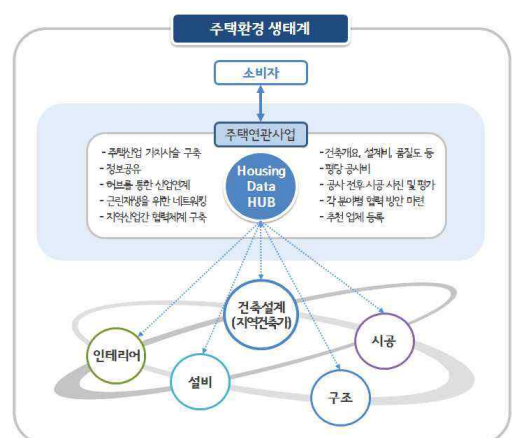 주택환경 생태계
소비자
주택연관사업
- 주택산업 가치사슬 구축
- 정보공유
- 허브를 통한 산업연계
- 근린재생을 위한 네트워킹
- 지역산업간 협력체계 구축
Housing
Data
HUB
- 건축개요, 설계비, 품질도 등
- 평당 공사비
- 공사 전후 시공 사진 및 평가
- 각 분야별 협력 방안 마련
- 추천 업체 등록
건축설계
(지역건축가)
인테리어
설비
구조
시공